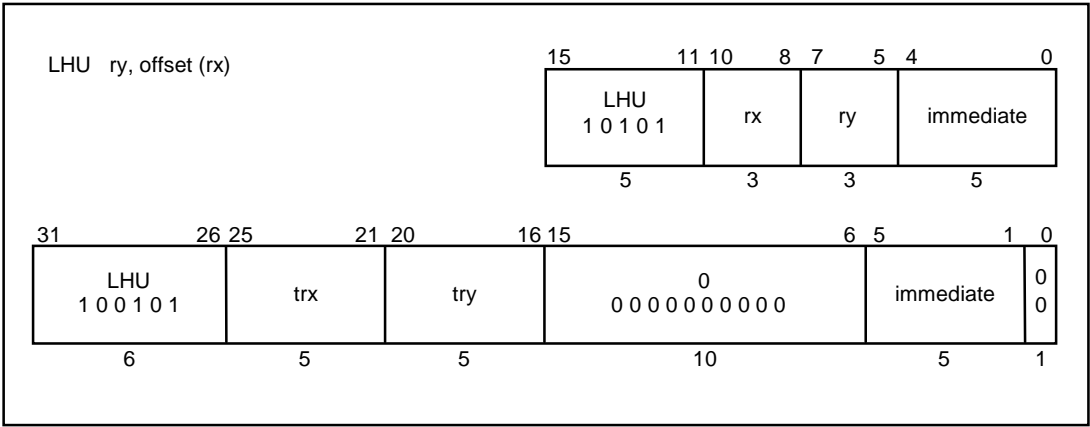 LHU ry, offset (rx)
15 11 10 8 7 5 4 0
LHU rx ry immediate
1 0 1 0 1
5 3 3 5
31 26 25 21 20 16 15 6 5 1 0
LHU trx try 0 immediate 0
1 0 0 1 0 1 0 0 0 0 0 0 0 0 0 0 0
6 5 5 10 5 1